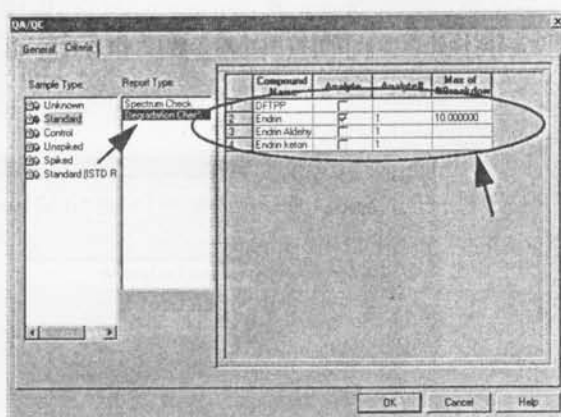 QA/QC
General Criteria
Sample Type:
Unknown
Standard
Control
Unspiked
Spiked
Standard (ISTD R
Report Type:
Spectrum Check
Degradation Check
Compound Name Analyte Analyte# Max of %Breakdown
DFTPP
2 Endrin 1 10.000000
3 Endrin Aldehy 1
4 Endrin keton 1
OK Cancel Help